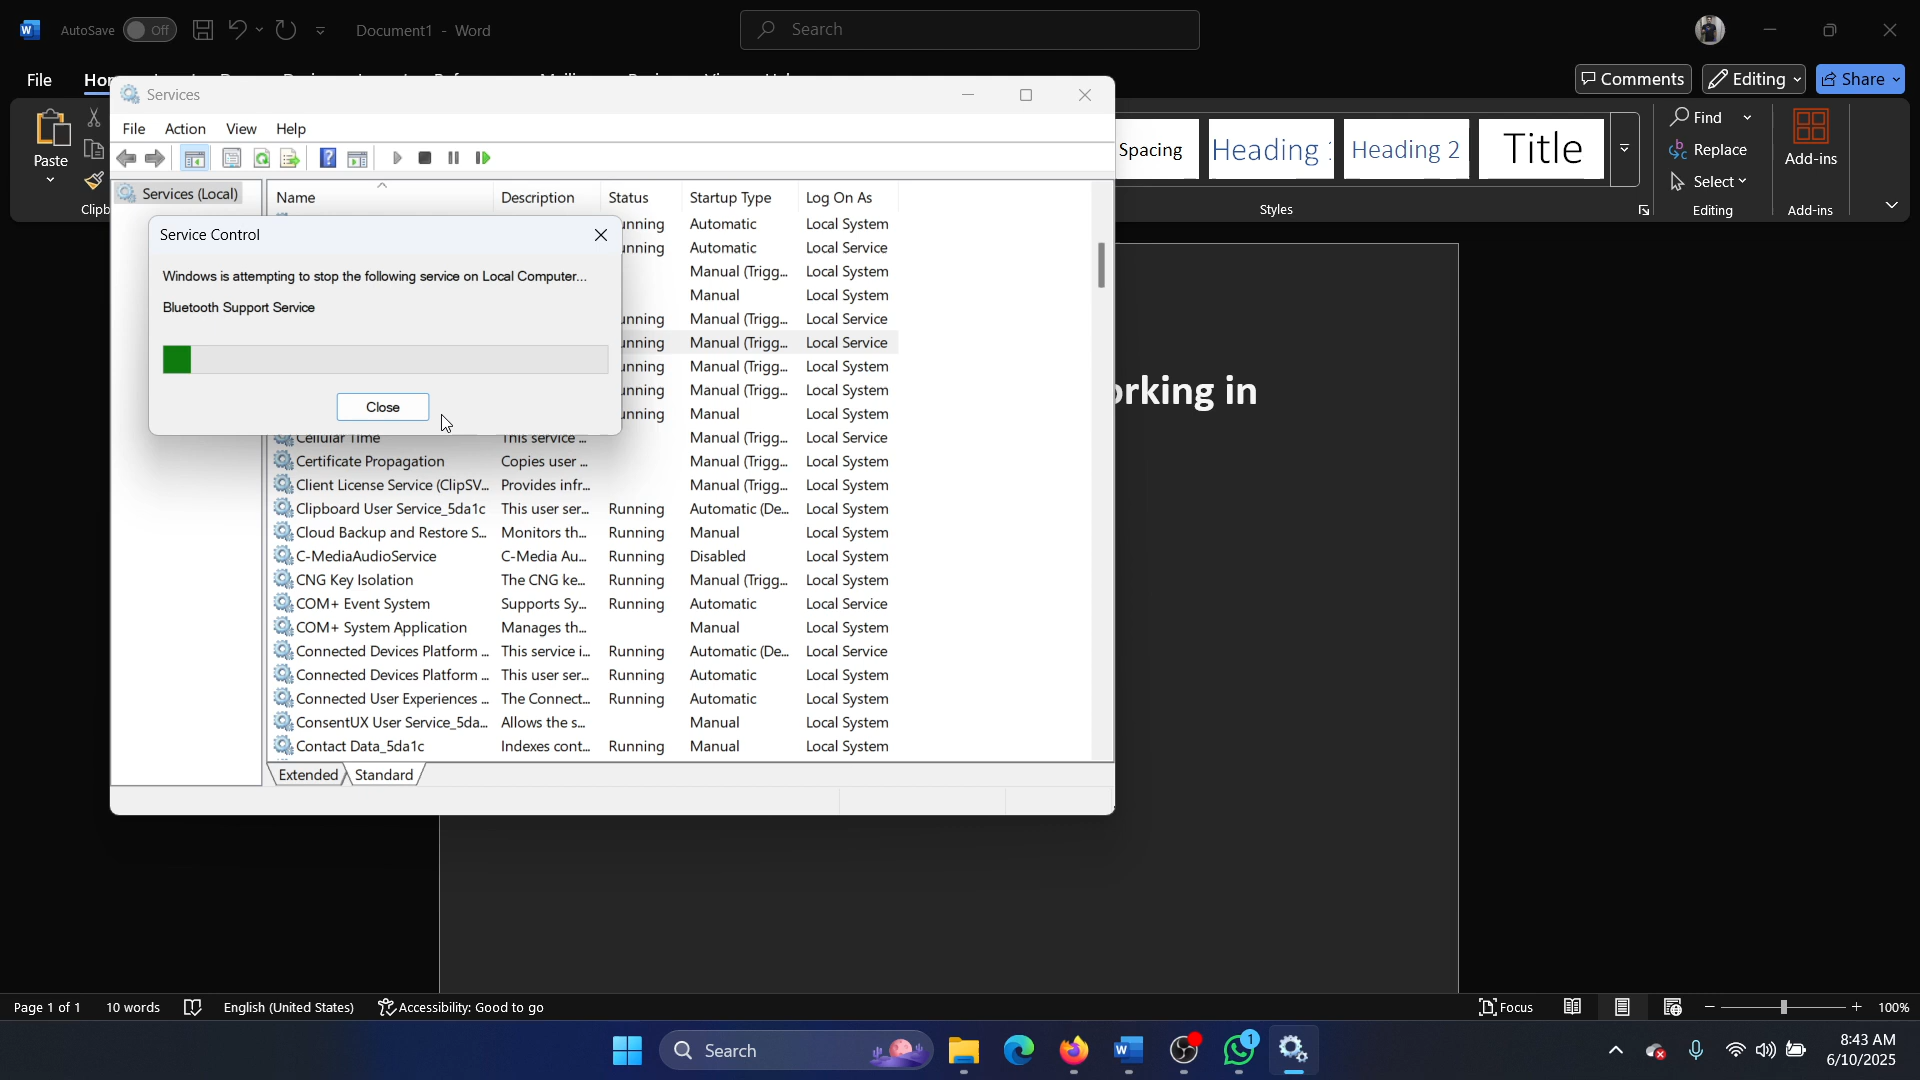 AutoSave Off Document1 - Word
Search
File
Comments Editing Share
Paste
Services
File Action View Help
Spacing Heading Heading 2 Title
Find
Replace
Select
Add-ins
Styles Editing Add-ins
Services (Local)
Name Description Status Startup Type Log On As
Automatic Local System
Automatic Local Service
Manual (Trigg... Local System
Manual Local System
Manual (Trigg... Local Service
Manual (Trigg... Local Service
Manual (Trigg... Local System
Manual (Trigg... Local System
Manual Local System
Service Control
Windows is attempting to stop the following service on Local Computer...
Bluetooth Support Service
Close
orking in
Cellular Time This service ... Manual (Trigg... Local Service
Certificate Propagation Copies user ... Manual (Trigg... Local System
Client License Service (ClipSV... Provides infr... Manual (Trigg... Local System
Clipboard User Service_5da1c This user ser... Running Automatic (De... Local System
Cloud Backup and Restore S... Monitors th... Running Manual Local System
C-MediaAudioService C-Media Au... Running Disabled Local System
CNG Key Isolation The CNG ke... Running Manual (Trigg... Local System
COM+ Event System Supports Sy... Running Automatic Local Service
COM+ System Application Manages th... Manual Local System
Connected Devices Platform ... This service i... Running Automatic (De... Local Service
Connected Devices Platform ... This user ser... Running Automatic Local System
Connected User Experiences ... The Connect... Running Automatic Local System
ConsentUX User Service_5da... Allows the s... Manual Local System
Contact Data_5da1c Indexes cont... Running Manual Local System
Extended Standard
Page 1 of 1 10 words English (United States) Accessibility: Good to go Focus 100%
Search 1
8:43 AM
6/10/2025